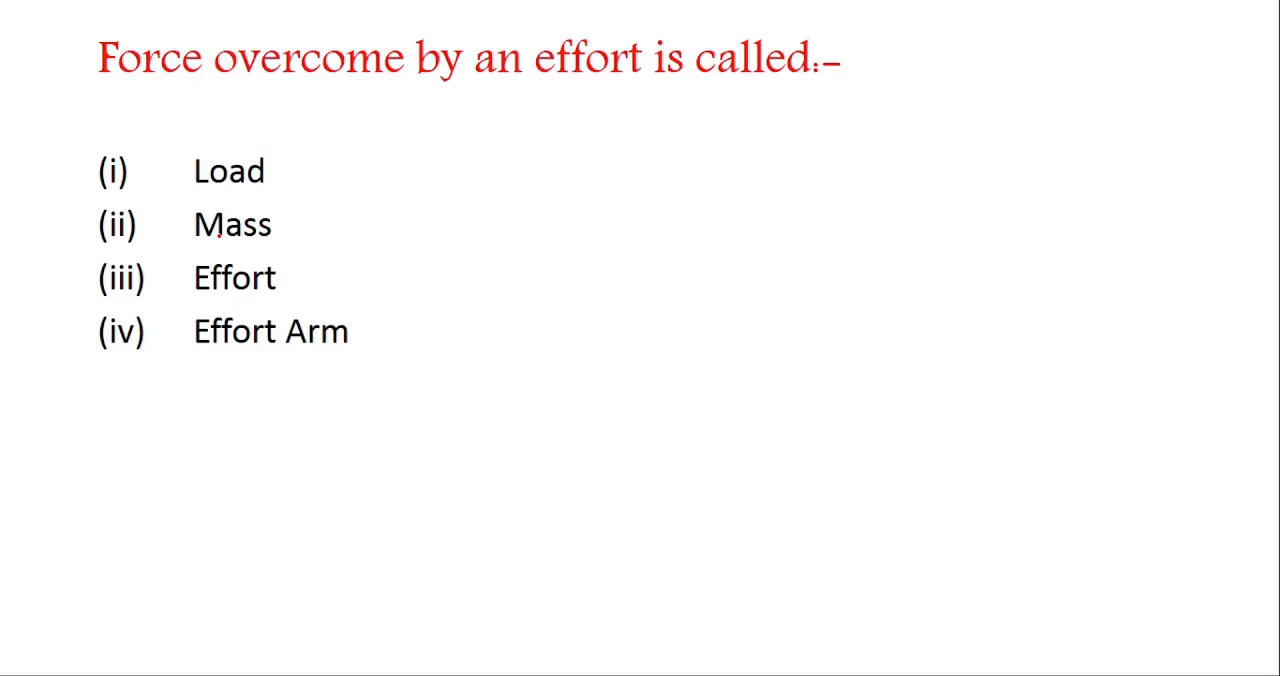 Force overcome by an effort is called:-
(i) Load
(ii) Mass
(iii) Effort
(iv) Effort Arm